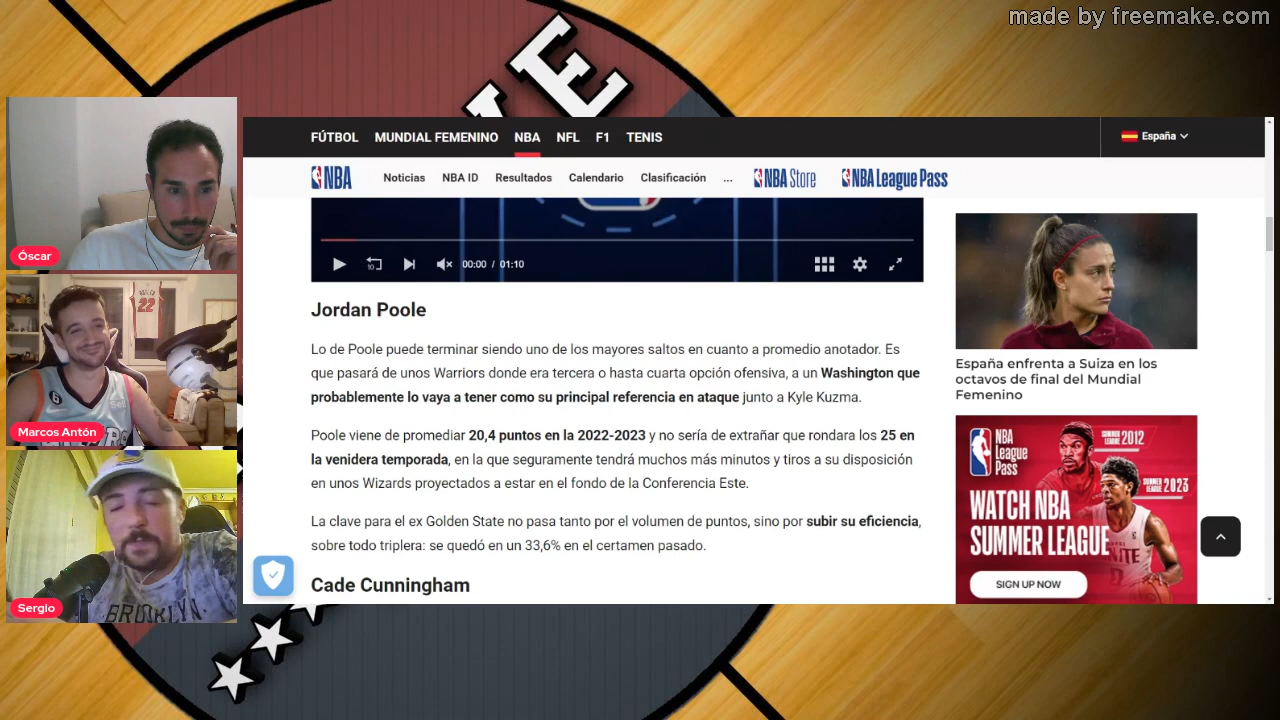 made by freemake.com
E
FÚTBOL MUNDIAL FEMENINO NBA NFL F1 TENIS
España
NBA Noticias NBA ID Resultados Calendario Clasificación ... NBA Store NBA League Pass
10
00:00 / 01:10
Jordan Poole
Lo de Poole puede terminar siendo uno de los mayores saltos en cuanto a promedio anotador. Es
que pasará de unos Warriors donde era tercera o hasta cuarta opción ofensiva, a un Washington que
probablemente lo vaya a tener como su principal referencia en ataque junto a Kyle Kuzma.
Poole viene de promediar 20,4 puntos en la 2022-2023 y no sería de extrañar que rondara los 25 en
la venidera temporada, en la que seguramente tendrá muchos más minutos y tiros a su disposición
en unos Wizards proyectados a estar en el fondo de la Conferencia Este.
La clave para el ex Golden State no pasa tanto por el volumen de puntos, sino por subir su eficiencia,
sobre todo triplera: se quedó en un 33,6% en el certamen pasado.
Cade Cunningham
España enfrenta a Suiza en los
octavos de final del Mundial
Femenino
NBA
League
Pass
SUMMER 2012
LEAGUE
SUMMER 2023
LEAGUE
WATCH NBA
SUMMER LEAGUE
SIGN UP NOW
Óscar
22
6
Marcos Antón
BROOKLYN
Sergio